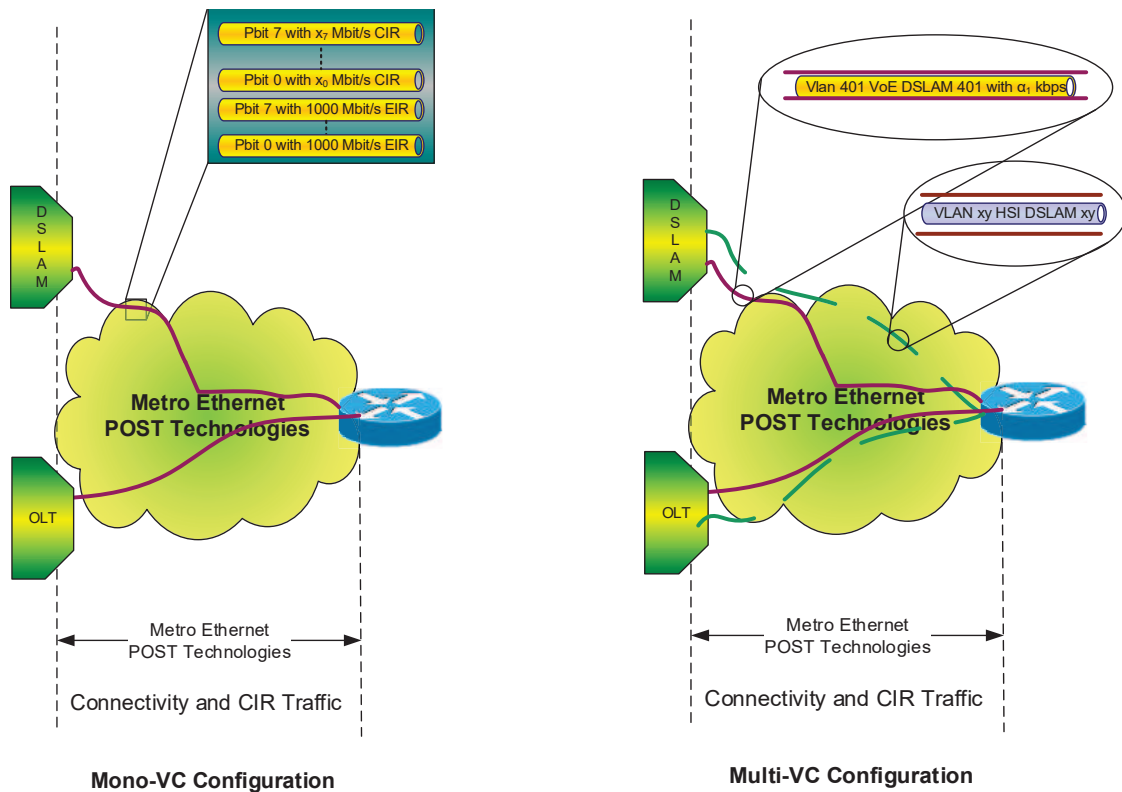 Pbit 7 with x7 Mbit/s CIR
Pbit 0 with x0 Mbit/s CIR
Pbit 7 with 1000 Mbit/s EIR
Pbit 0 with 1000 Mbit/s EIR
DSLAM
Metro Ethernet
POST Technologies
OLT
Metro Ethernet
POST Technologies
Connectivity and CIR Traffic
Mono-VC Configuration
Vlan 401 VoE DSLAM 401 with α1 kbps
VLAN xy HSI DSLAM xy
DSLAM
Metro Ethernet
POST Technologies
OLT
Metro Ethernet
POST Technologies
Connectivity and CIR Traffic
Multi-VC Configuration